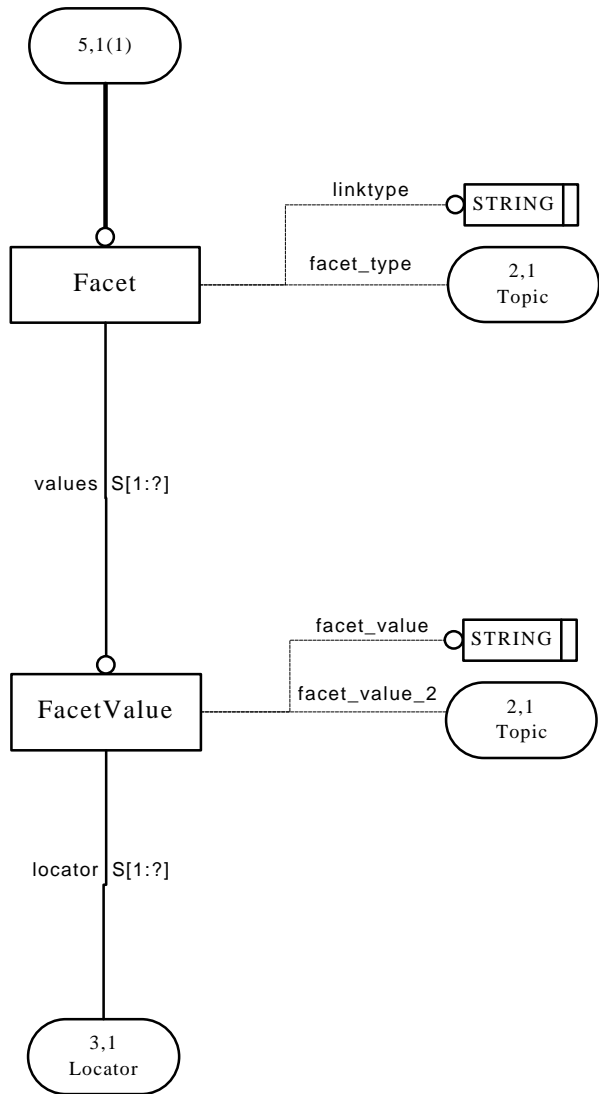 5,1(1)
linktype
STRING
Facet
facet_type
2,1
Topic
values S[1:?]
facet_value
STRING
FacetValue
facet_value_2
2,1
Topic
locator S[1:?]
3,1
Locator